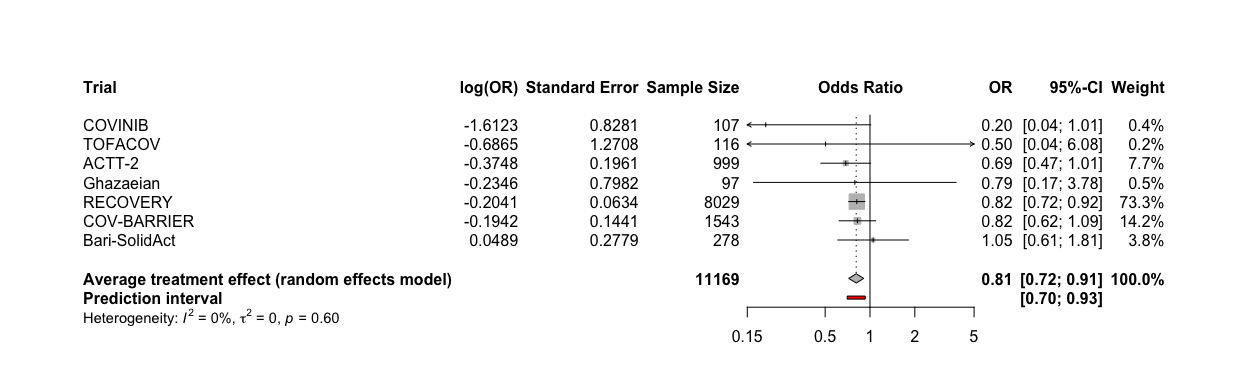 Trial log(OR) Standard Error Sample Size Odds Ratio OR 95%-CI Weight
COVINIB -1.6123 0.8281 107 0.20 [0.04; 1.01] 0.4%
TOFACOV -0.6865 1.2708 116 0.50 [0.04; 6.08] 0.2%
ACTT-2 -0.3748 0.1961 999 0.69 [0.47; 1.01] 7.7%
Ghazaeian -0.2346 0.7982 97 0.79 [0.17; 3.78] 0.5%
RECOVERY -0.2041 0.0634 8029 0.82 [0.72; 0.92] 73.3%
COV-BARRIER -0.1942 0.1441 1543 0.82 [0.62; 1.09] 14.2%
Bari-SolidAct 0.0489 0.2779 278 1.05 [0.61; 1.81] 3.8%
Average treatment effect (random effects model) 11169 0.81 [0.72; 0.91] 100.0%
Prediction interval [0.70; 0.93]
Heterogeneity: I² = 0%, τ² = 0, p = 0.60
0.15 0.5 1 2 5